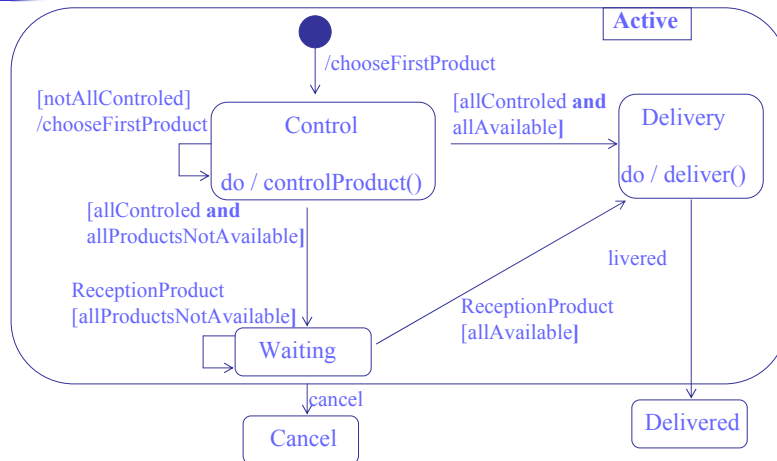 Active
/chooseFirstProduct
[notAllControled]
/chooseFirstProduct
Control
do / controlProduct()
[allControled and
allAvailable]
Delivery
do / deliver()
[allControled and
allProductsNotAvailable]
livered
ReceptionProduct
[allProductsNotAvailable]
ReceptionProduct
[allAvailable]
Waiting
cancel
Cancel
Delivered